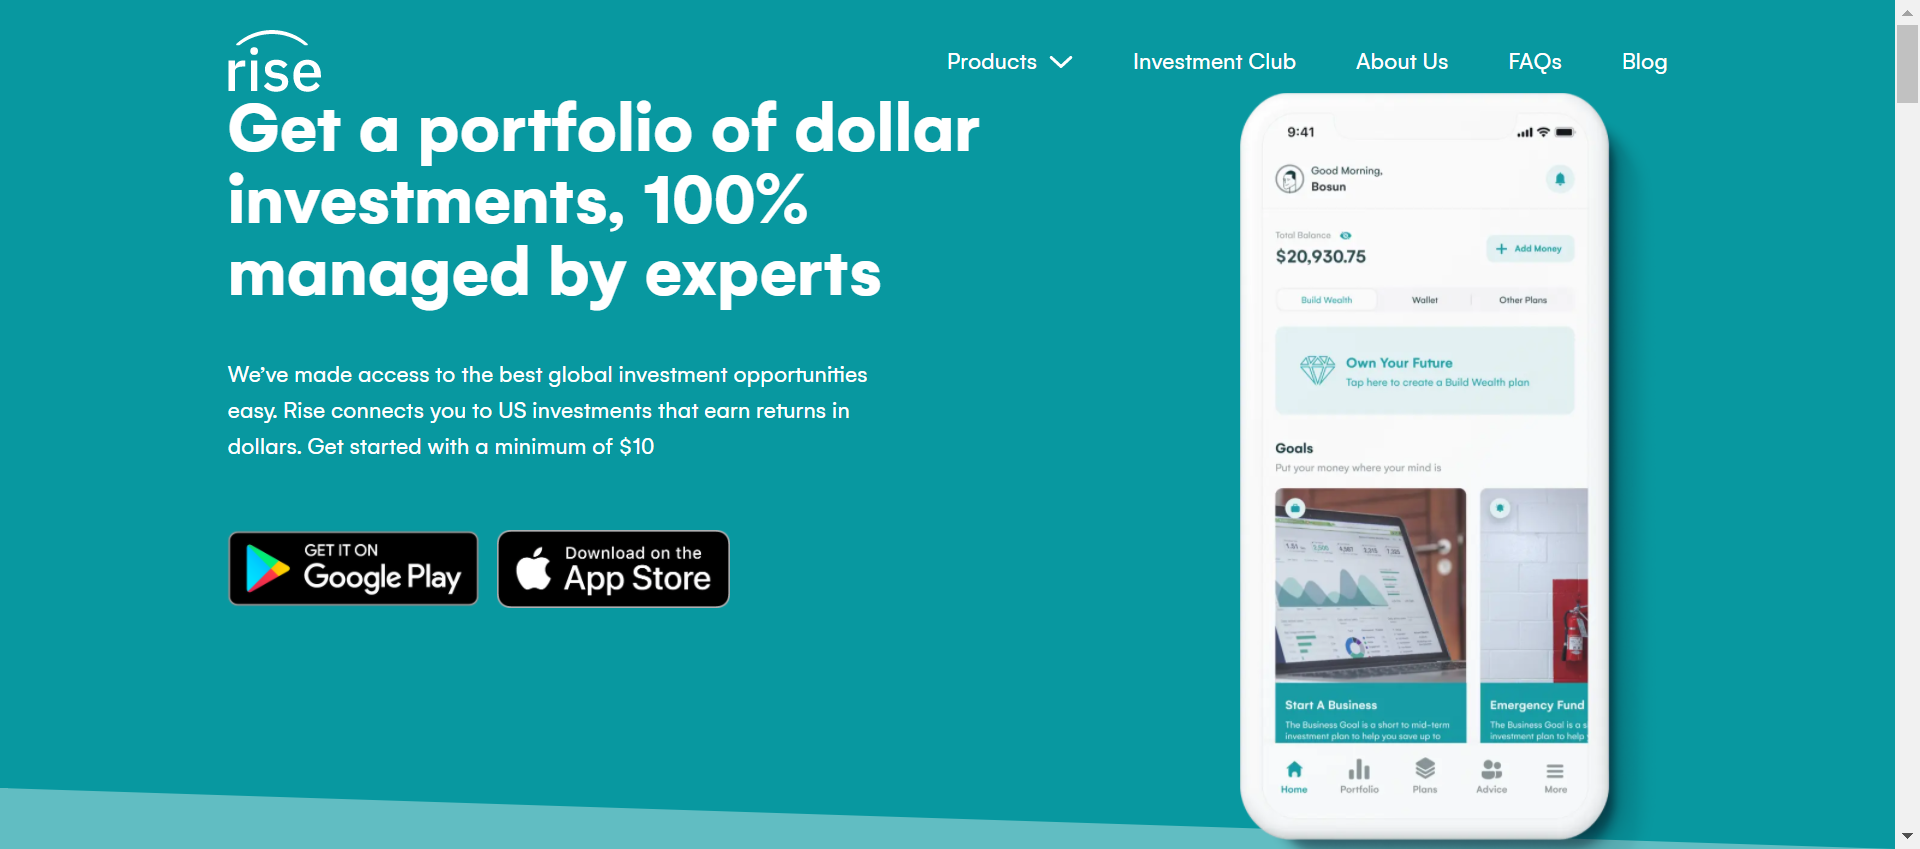 rise
Products
Investment Club
About Us
FAQs
Blog
Get a portfolio of dollar
investments, 100%
managed by experts
We’ve made access to the best global investment opportunities
easy. Rise connects you to US investments that earn returns in
dollars. Get started with a minimum of $10
GET IT ON
Google Play
Download on the
App Store
9:41
Good Morning,
Bosun
Total Balance
$20,930.75
Add Money
Build Wealth
Wallet
Other Plans
Own Your Future
Tap here to create a Build Wealth plan
Goals
Put your money where your mind is
Start A Business
The Business Goal is a short to mid-term
investment plan to help you save up to
Emergency Fund
The Business Goal is a s
investment plan to help
Home
Portfolio
Plans
Advice
More